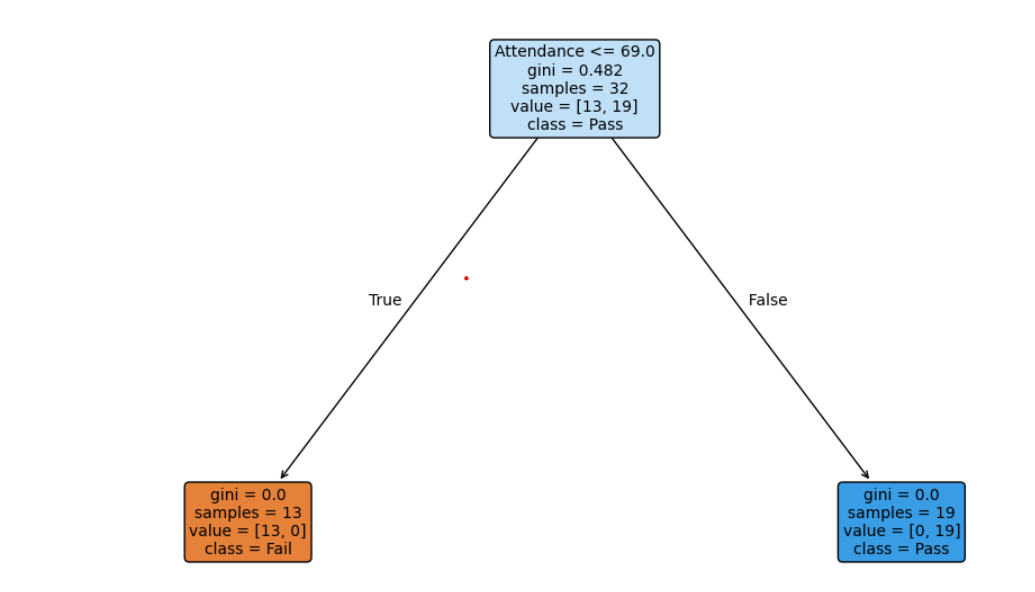 Attendance <= 69.0
gini = 0.482
samples = 32
value = [13, 19]
class = Pass
True
False
gini = 0.0
samples = 13
value = [13, 0]
class = Fail
gini = 0.0
samples = 19
value = [0, 19]
class = Pass